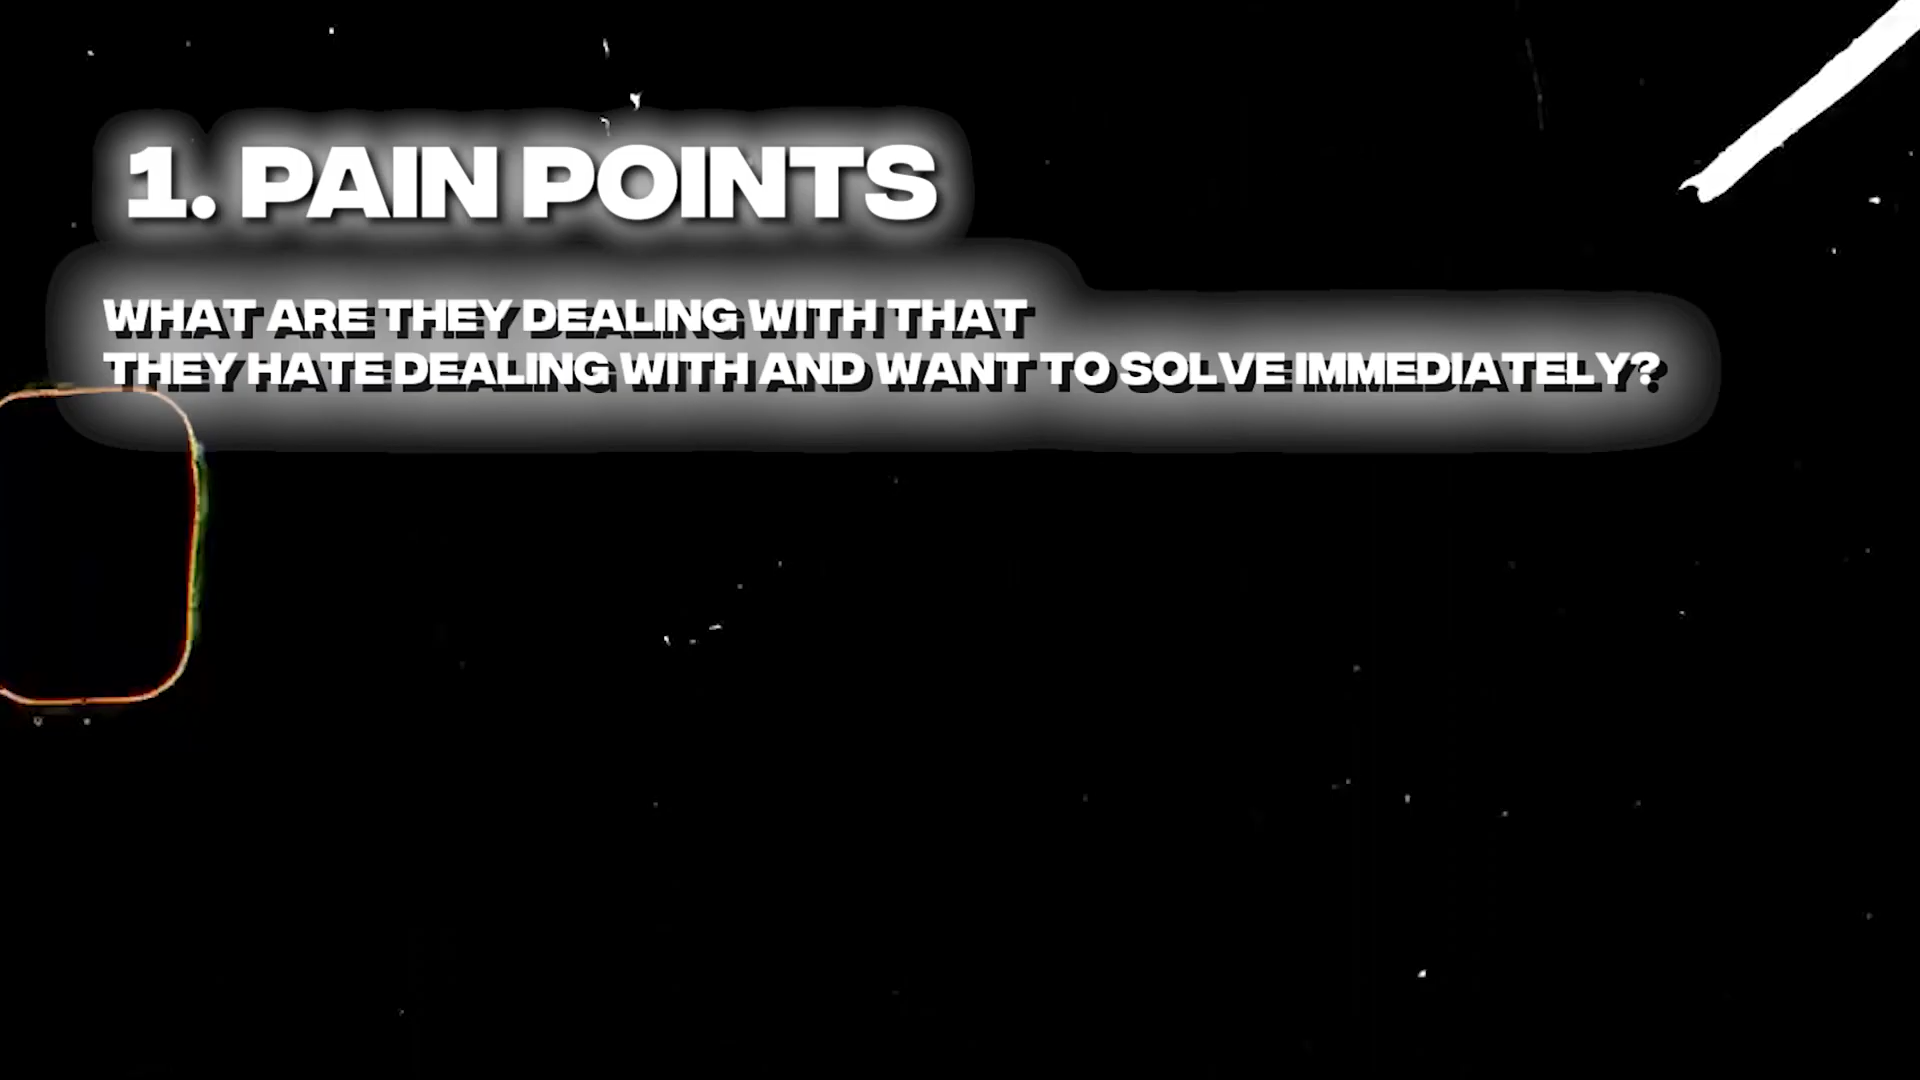 1. PAIN POINTS
WHAT ARE THEY DEALING WITH THAT
THEY HATE DEALING WITH AND WANT TO SOLVE IMMEDIATELY?